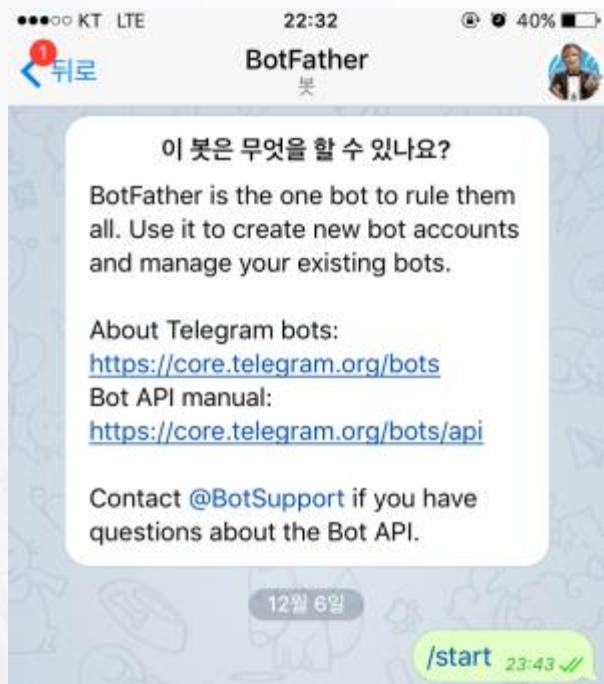 KT LTE 22:32 40%
1
뒤로 BotFather
봇
이 봇은 무엇을 할 수 있나요?
BotFather is the one bot to rule them
all. Use it to create new bot accounts
and manage your existing bots.
About Telegram bots:
https://core.telegram.org/bots
Bot API manual:
https://core.telegram.org/bots/api
Contact @BotSupport if you have
questions about the Bot API.
12월 6일
/start 23:43